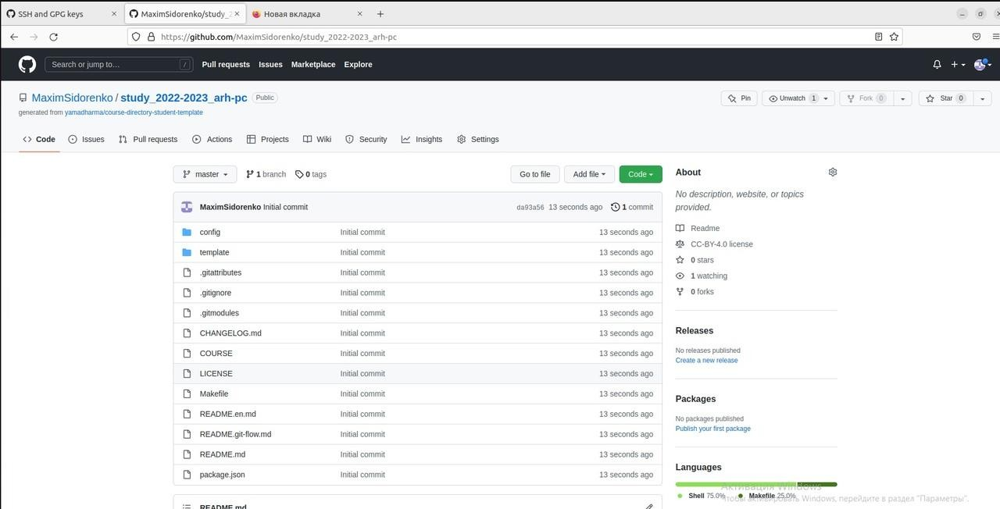 SSH and GPG keys
MaximSidorenko/study_2
Новая вкладка
https://github.com/MaximSidorenko/study_2022-2023_arh-pc
Search or jump to… /
Pull requests Issues Marketplace Explore
MaximSidorenko / study_2022-2023_arh-pc Public
Pin Unwatch 1 Fork 0 Star 0
generated from yamadharma/course-directory-student-template
Code Issues Pull requests Actions Projects Wiki Security Insights Settings
master 1 branch 0 tags Go to file Add file Code
MaximSidorenko Initial commit da93a56 13 seconds ago 1 commit
config Initial commit 13 seconds ago
template Initial commit 13 seconds ago
.gitattributes Initial commit 13 seconds ago
.gitignore Initial commit 13 seconds ago
.gitmodules Initial commit 13 seconds ago
CHANGELOG.md Initial commit 13 seconds ago
COURSE Initial commit 13 seconds ago
LICENSE Initial commit 13 seconds ago
Makefile Initial commit 13 seconds ago
README.en.md Initial commit 13 seconds ago
README.git-flow.md Initial commit 13 seconds ago
README.md Initial commit 13 seconds ago
package.json Initial commit 13 seconds ago
README.md
About
No description, website, or topics
provided.
Readme
CC-BY-4.0 license
0 stars
1 watching
0 forks
Releases
No releases published
Create a new release
Packages
No packages published
Publish your first package
Languages
Shell 75.0% Makefile 25.0%
Активация Windows
Чтобы активировать Windows, перейдите в раздел "Параметры".